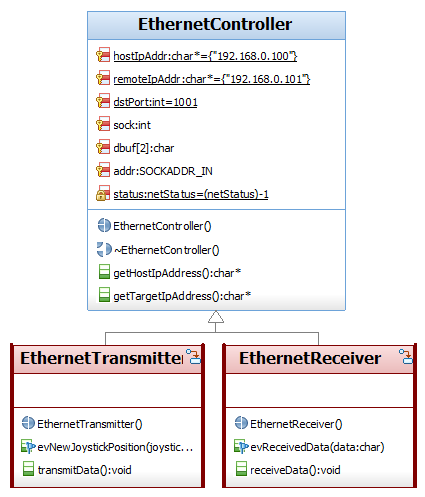 EthernetController
hostIpAddr:char*={"192.168.0.100"}
remoteIpAddr:char*={"192.168.0.101"}
dstPort:int=1001
sock:int
dbuf[2]:char
addr:SOCKADDR_IN
status:netStatus=(netStatus)-1
EthernetController()
~EthernetController()
getHostIpAddress():char*
getTargetIpAddress():char*
EthernetTransmitter
EthernetTransmitter()
evNewJoystickPosition(joystic...
transmitData():void
EthernetReceiver
EthernetReceiver()
evReceivedData(data:char)
receiveData():void